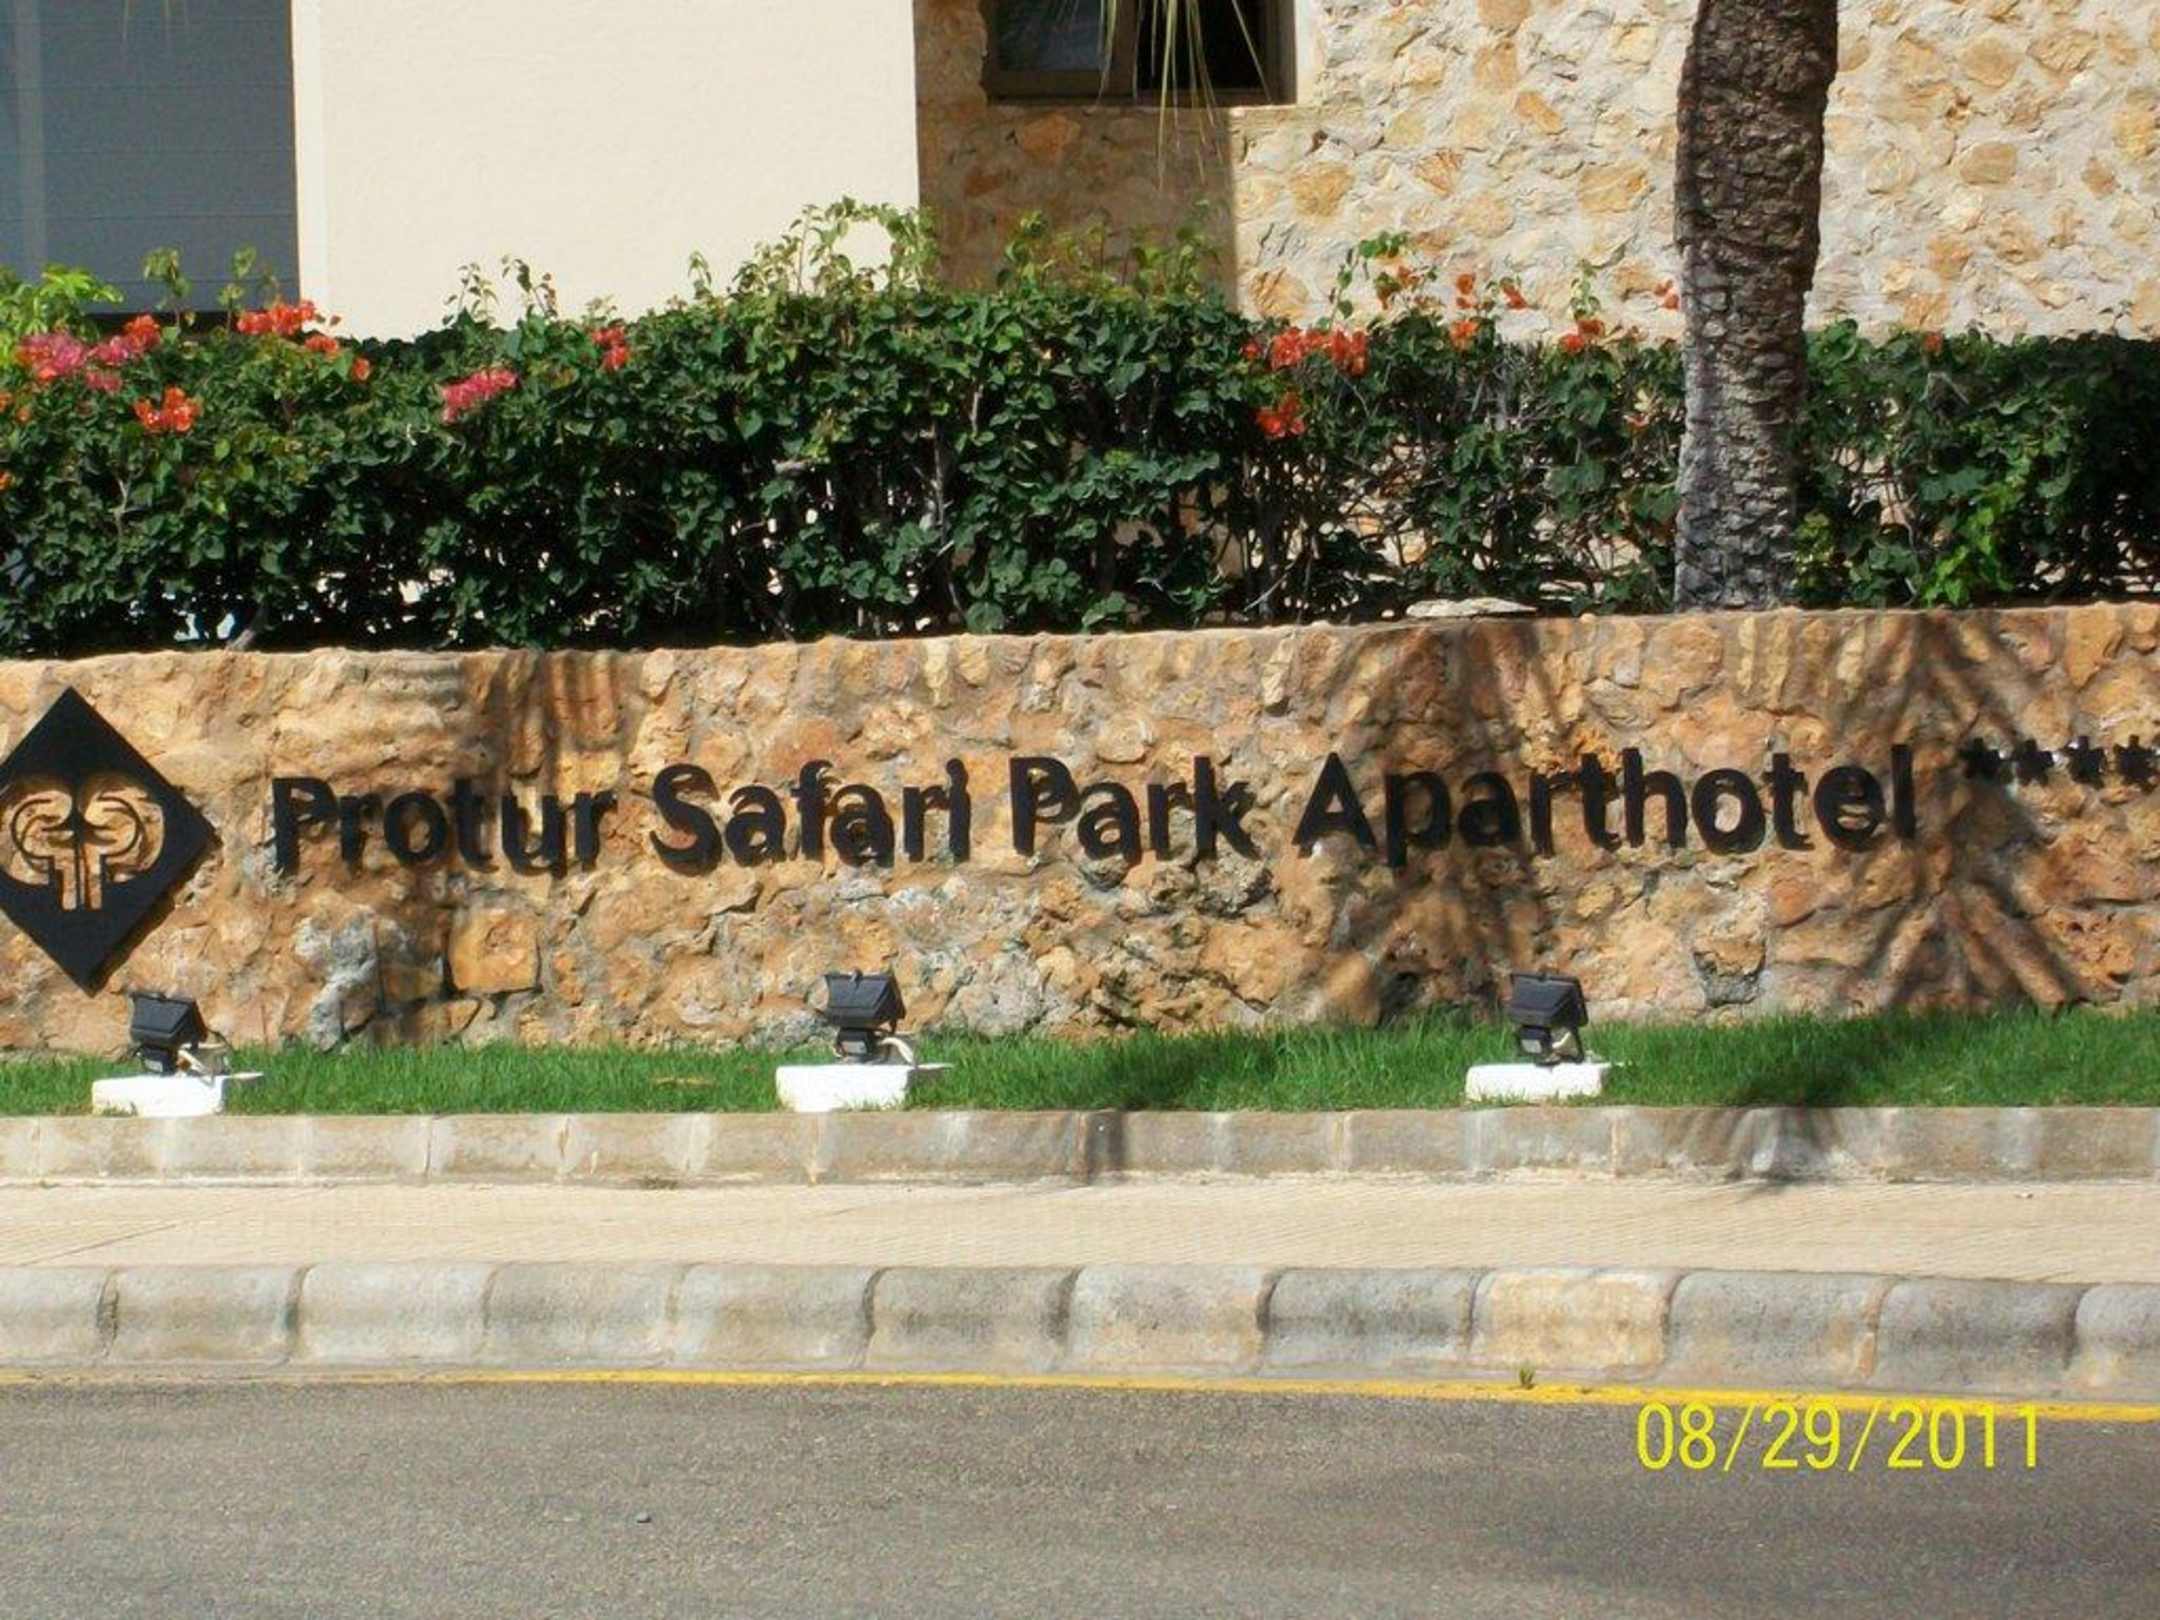 Protur Safari Park Aparthotel ****
08/29/2011